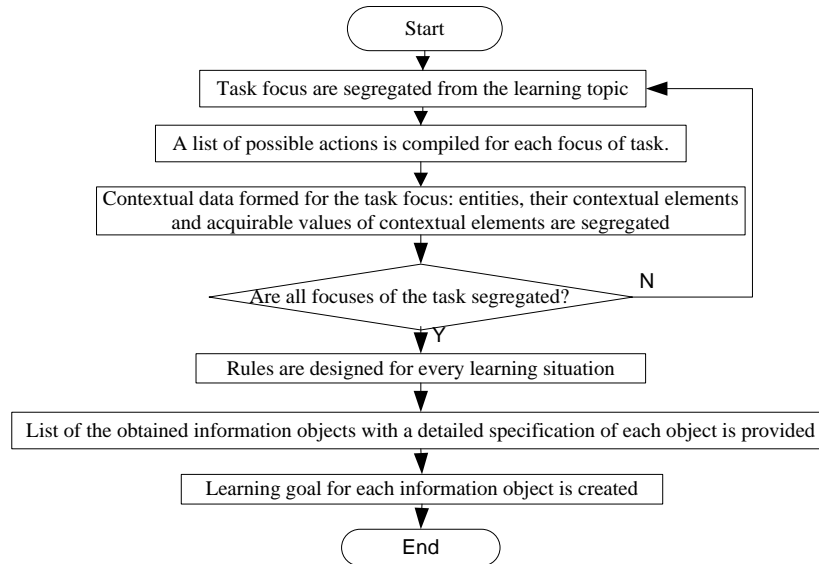 Start
Task focus are segregated from the learning topic
A list of possible actions is compiled for each focus of task.
Contextual data formed for the task focus: entities, their contextual elements
and acquirable values of contextual elements are segregated
Are all focuses of the task segregated?
N
Y
Rules are designed for every learning situation
List of the obtained information objects with a detailed specification of each object is provided
Learning goal for each information object is created
End